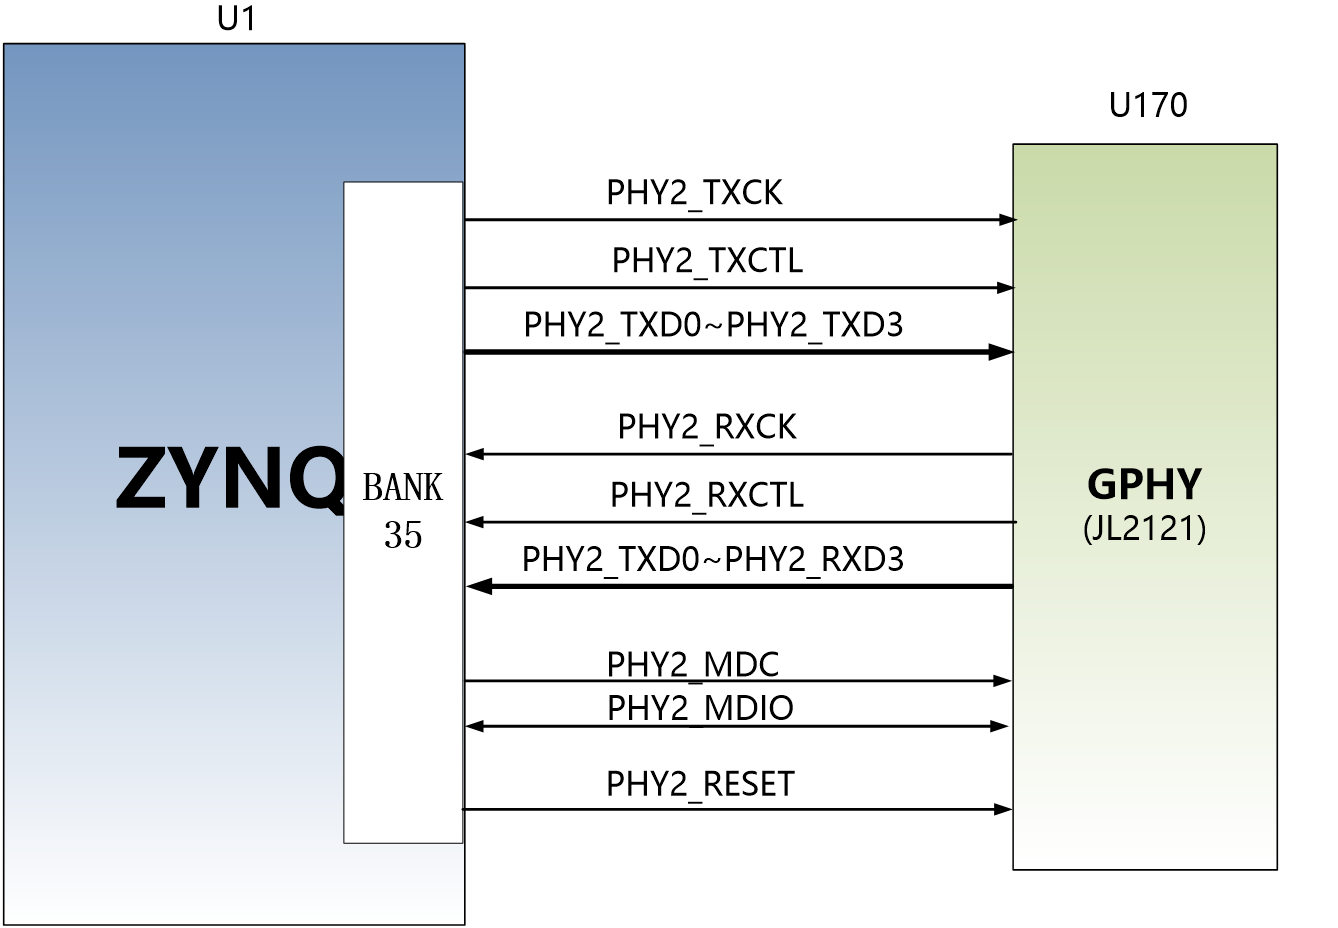 U1
U170
PHY2_TXCK
PHY2_TXCTL
PHY2_TXD0~PHY2_TXD3
PHY2_RXCK
ZYNQ
BANK
35
PHY2_RXCTL
GPHY
(JL2121)
PHY2_TXD0~PHY2_RXD3
PHY2_MDC
PHY2_MDIO
PHY2_RESET